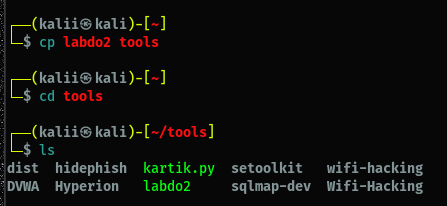 ┌──(kalii㉿kali)-[~]
└─$ cp labdo2 tools
┌──(kalii㉿kali)-[~]
└─$ cd tools
┌──(kalii㉿kali)-[~/tools]
└─$ ls
dist hidephish kartik.py setoolkit wifi-hacking
DVWA Hyperion labdo2 sqlmap-dev Wifi-Hacking